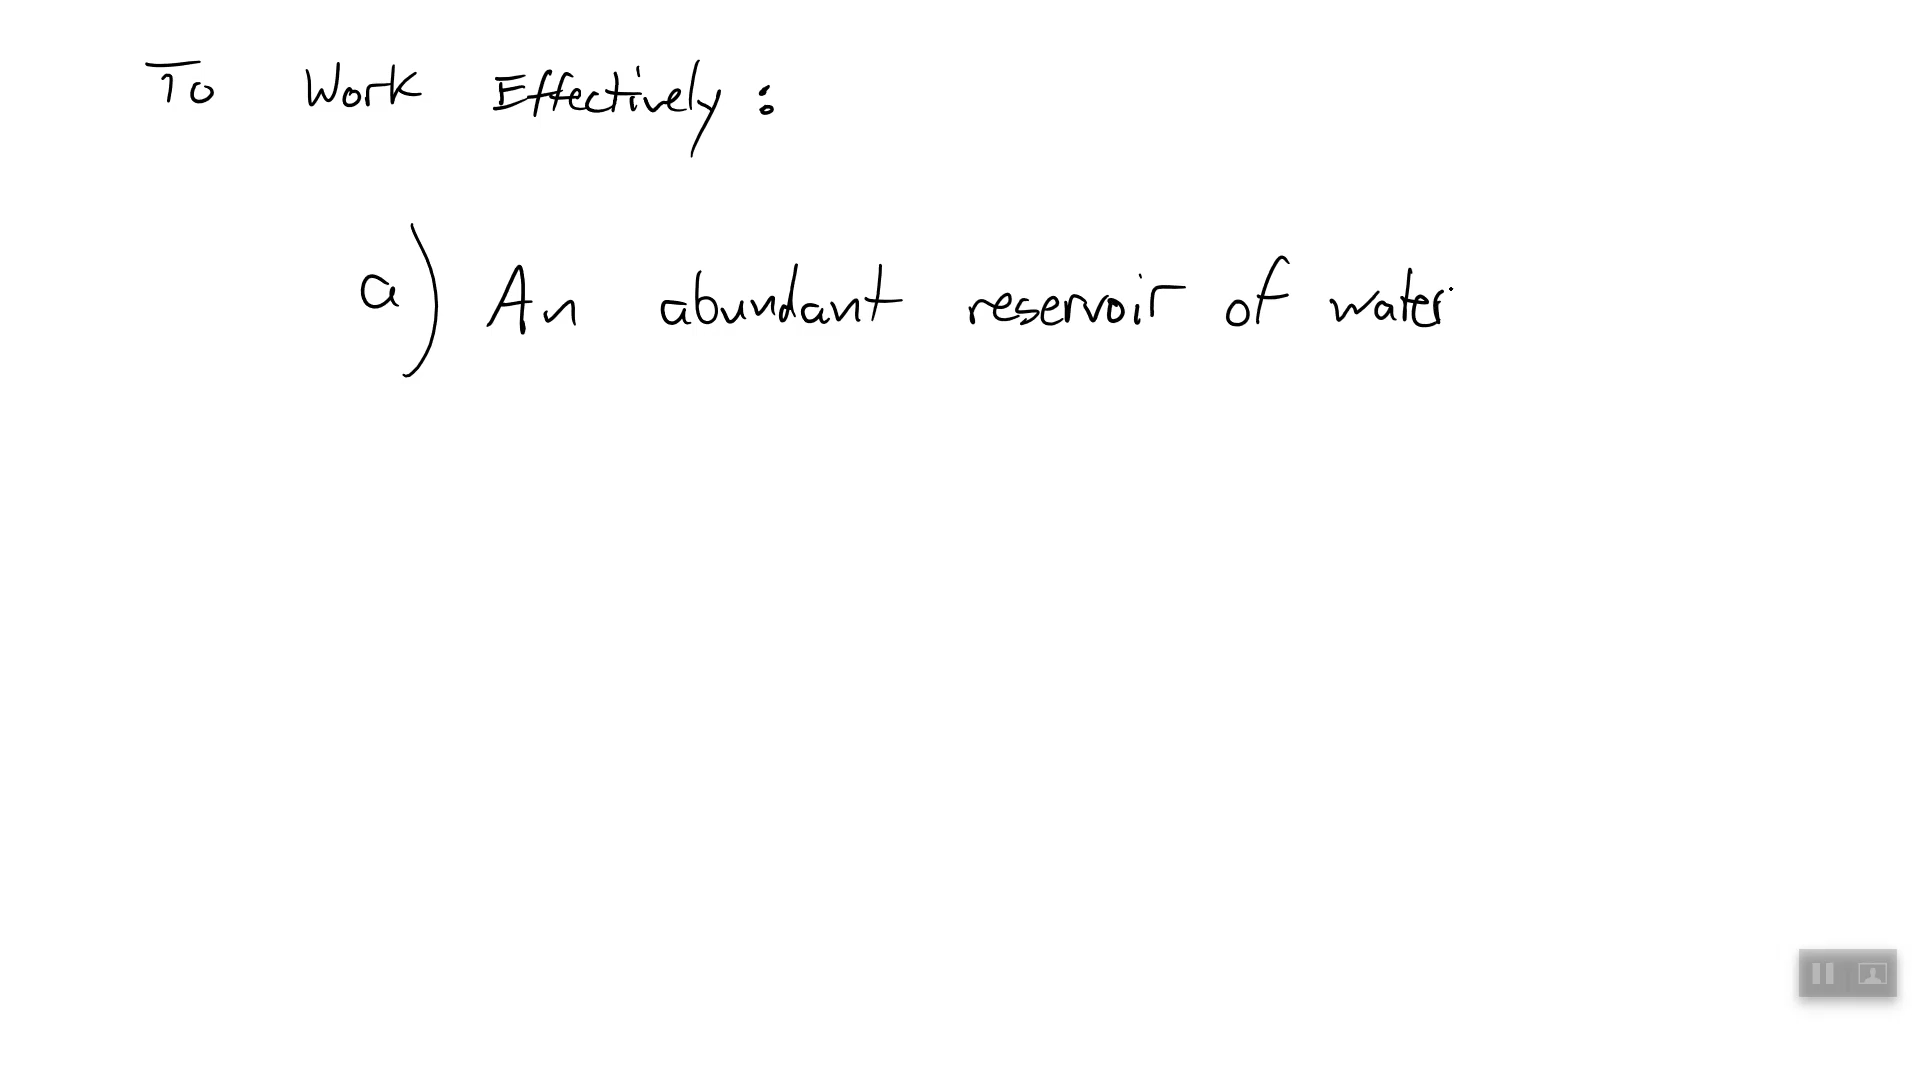 To Work Effectively:
a) An abundant reservoir of water